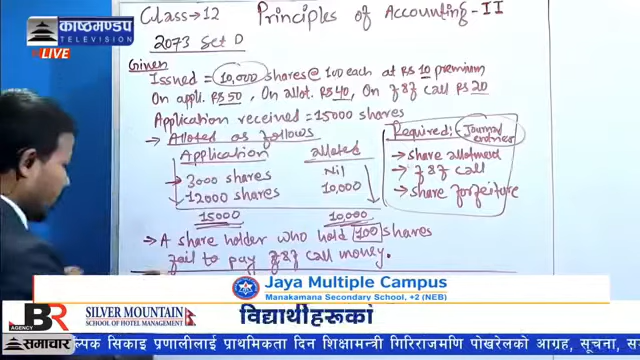 काष्ठमण्डप
TELEVISION
LIVE
Class→12 Principles of Accounting-II
2073 Set D
Given
Issued = 10,000 shares@ 100 each at RS 10 premium
On appli. RS 50, On allot. RS 40, On f&f call RS 20
Application received = 15000 shares
→ Alloted as follows
Application alloted
→ 3000 shares Nil
→ 12000 shares 10,000
15000 10,000
→ A share holder who hold 100 shares
fail to pay f&f call money.
Required:- Journal entries
→ share allotment
→ f&f call
→ share forfeiture
Jaya Multiple Campus
Manakamana Secondary School, +2 (NEB)
JBR
AGENCY
SILVER MOUNTAIN
SCHOOL OF HOTEL MANAGEMENT
विद्यार्थीहरूको
समाचार
ल्पक सिकाइ प्रणालीलाई प्राथमिकता दिन शिक्षामन्त्री गिरिराजमणि पोखरेलको आग्रह, सूचना,